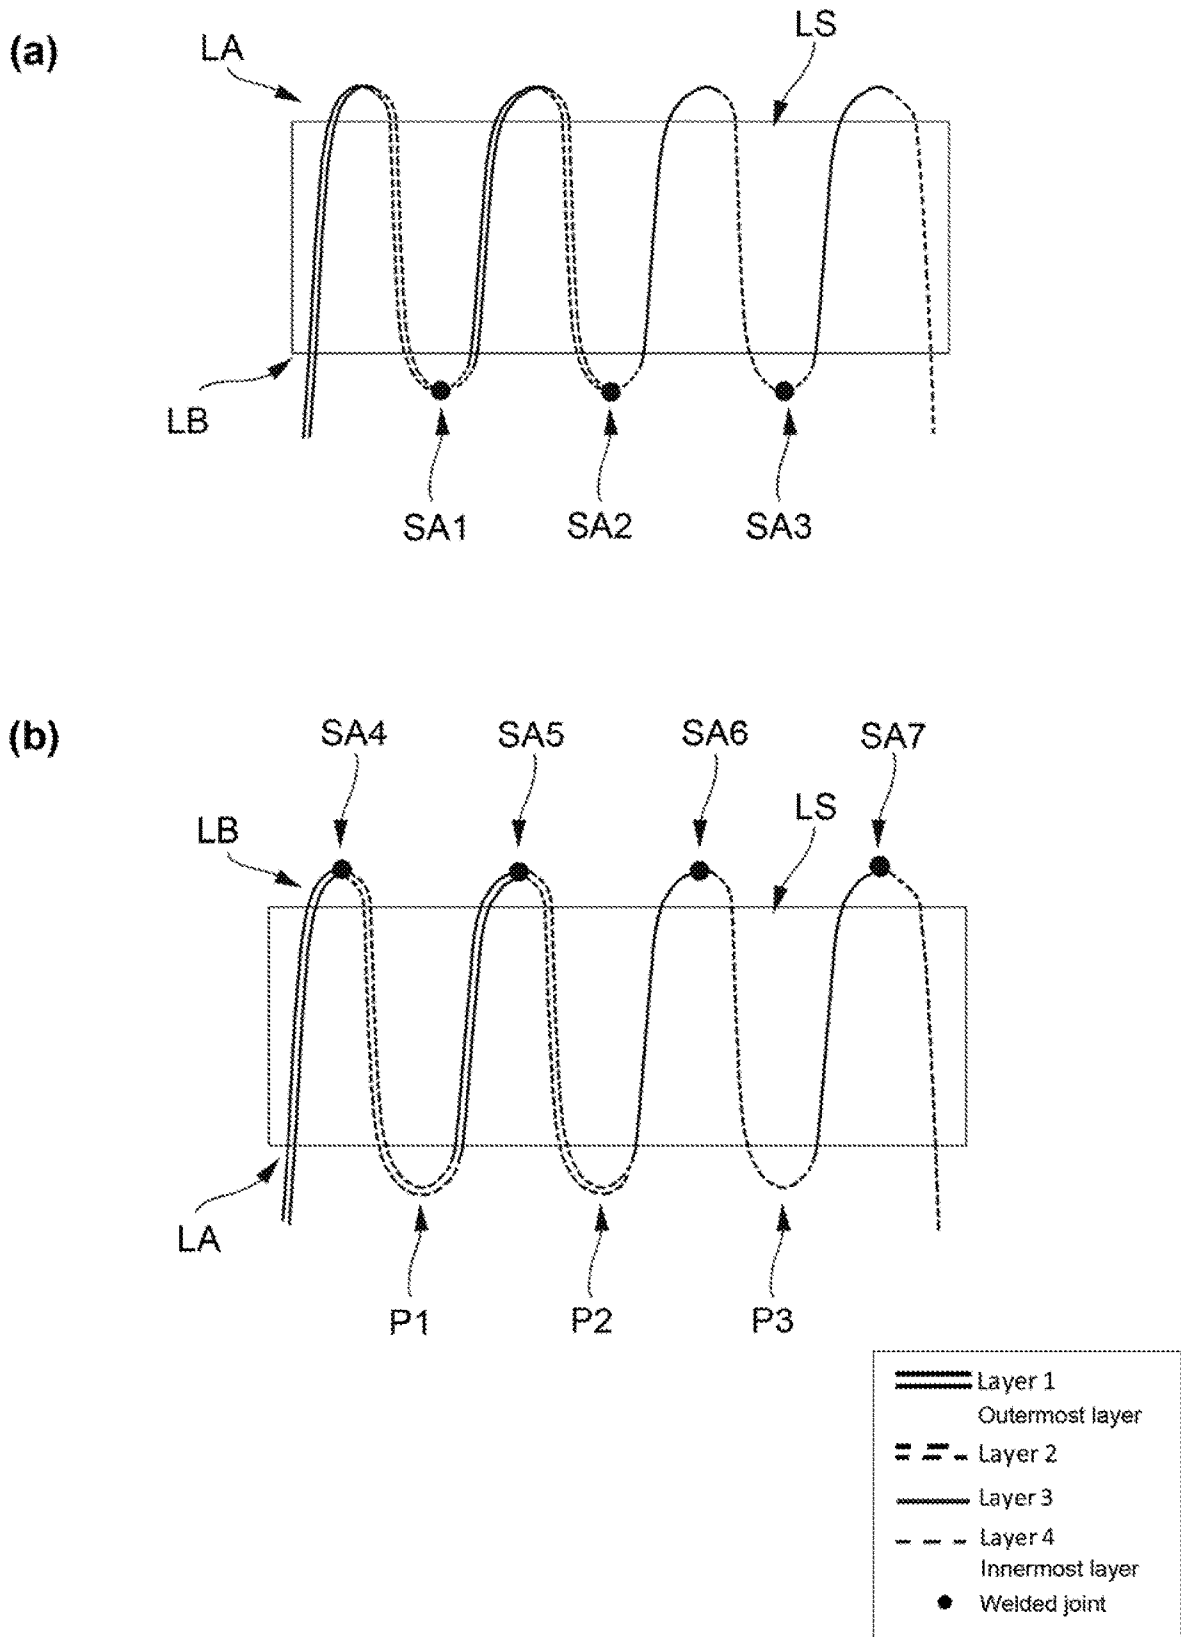 (a)
LA
LS
LB
SA1
SA2
SA3
(b)
SA4
SA5
SA6
SA7
LB
LS
LA
P1
P2
P3
Layer 1
Outermost layer
Layer 2
Layer 3
Layer 4
Innermost layer
Welded joint